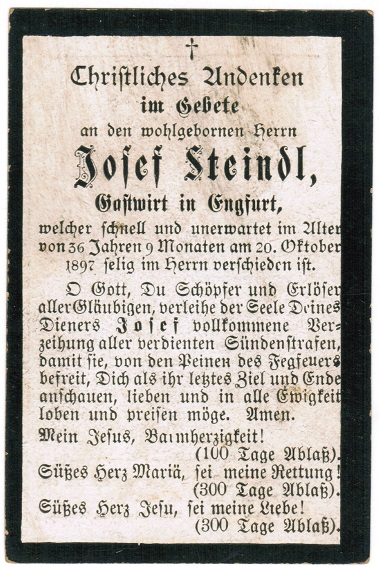 †
Christliches Andenken
im Gebete
an den wohlgebornen Herrn
Josef Steindl,
Gastwirt in Engfurt,
welcher schnell und unerwartet im Alter
von 36 Jahren 9 Monaten am 20. Oktober
1897 selig im Herrn verschieden ist.
O Gott, Du Schöpfer und Erlöser
aller Gläubigen, verleihe der Seele Deines
Dieners Josef vollkommene Ver-
zeihung aller verdienten Sündenstrafen,
damit sie, von den Peinen des Fegfeuers
befreit, Dich als ihr letztes Ziel und Ende
anschauen, lieben und in alle Ewigkeit
loben und preisen möge. Amen.
Mein Jesus, Barmherzigkeit!
(100 Tage Ablaß).
Süßes Herz Mariä, sei meine Rettung!
(300 Tage Ablaß).
Süßes Herz Jesu, sei meine Liebe!
(300 Tage Ablaß).